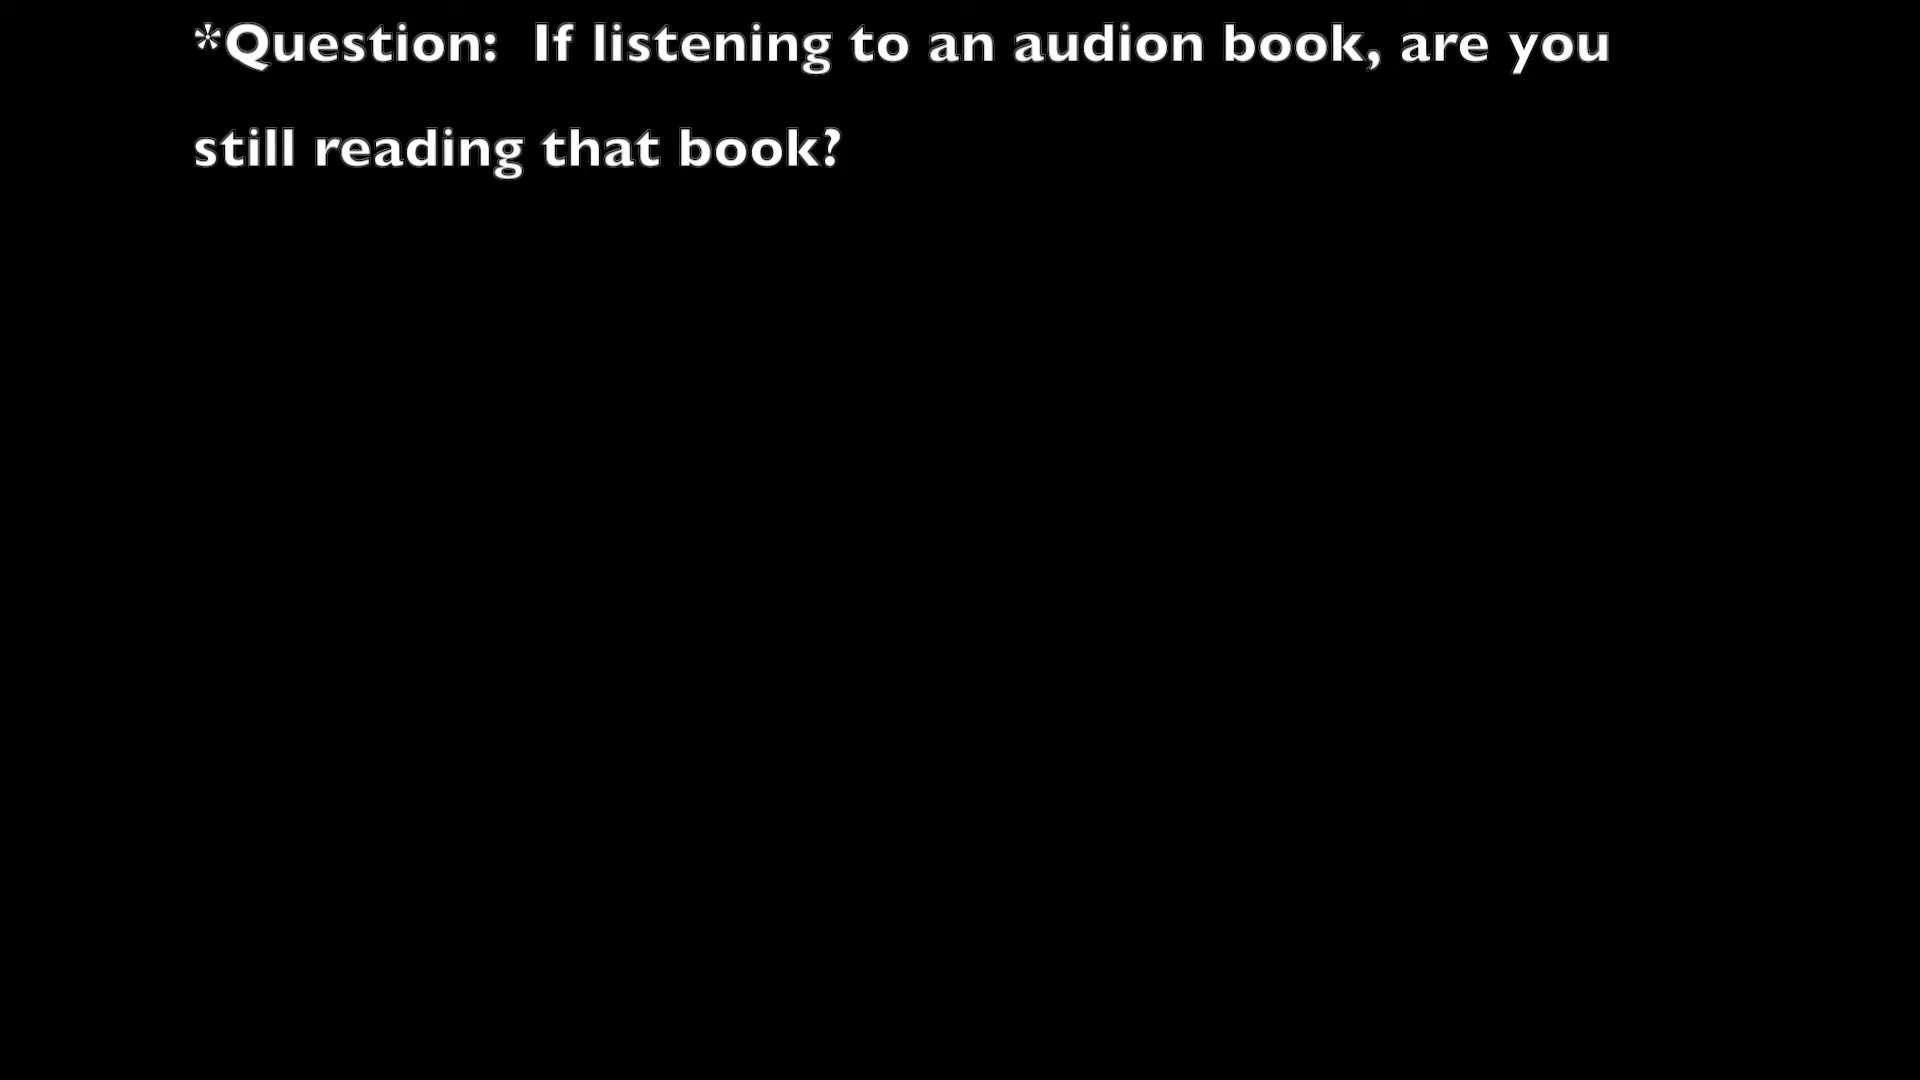 *Question:  If listening to an audion book, are you
still reading that book?